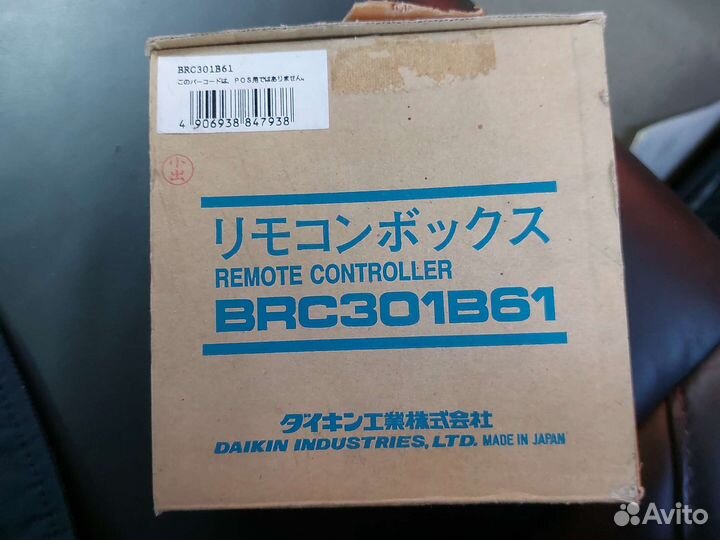 BRC301B61
このバーコードは、POS用ではありません。
4 906938 847938
小出
リモコンボックス
REMOTE CONTROLLER
BRC301B61
ダイキン工業株式会社
DAIKIN INDUSTRIES, LTD. MADE IN JAPAN
Avito